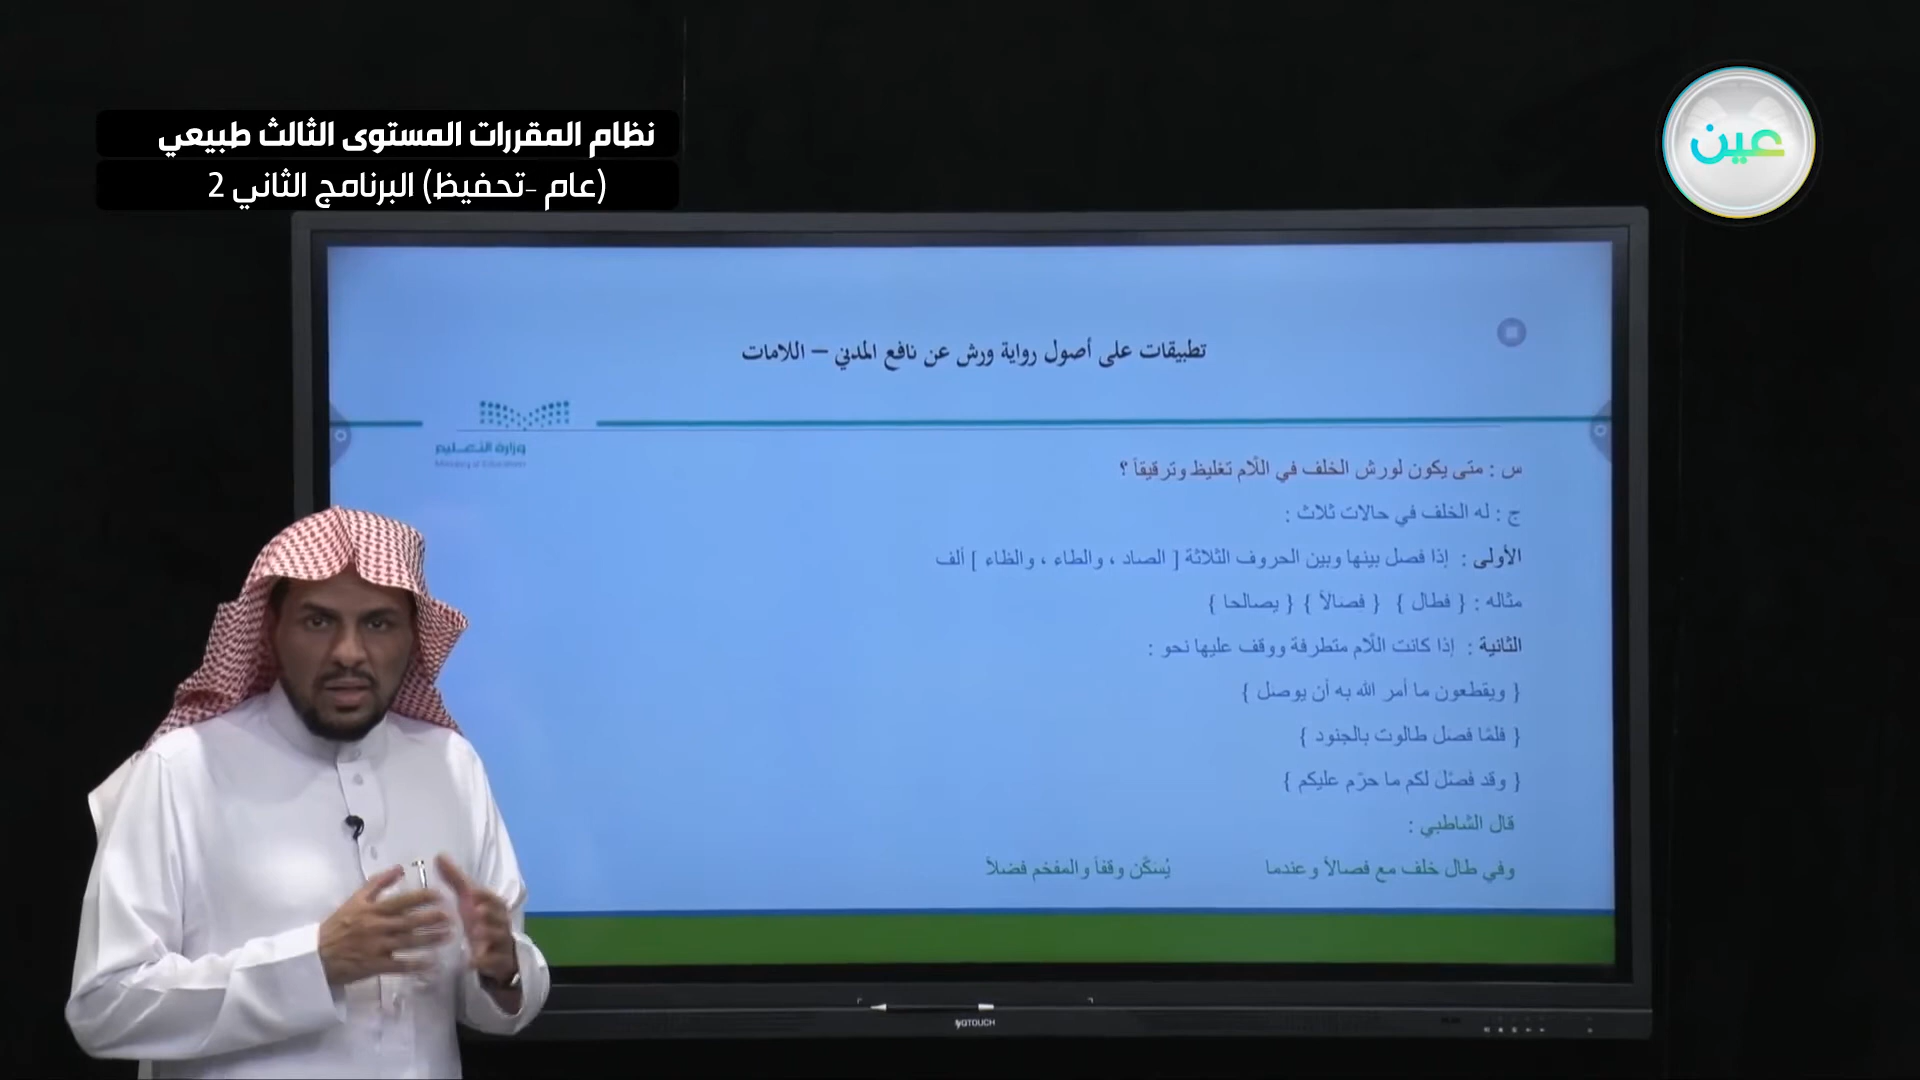 نظام المقررات المستوى الثالث طبيعي
(عام -تحفيظ) البرنامج الثاني 2
عين
تطبيقات على أصول رواية ورش عن نافع المدني – اللامات
وزارة التعليم
Ministry of Education
س : متى يكون لورش الخلف في اللّام تغليظ وترقيقاً ؟
ج : له الخلف في حالات ثلاث :
الأولى : إذا فصل بينها وبين الحروف الثلاثة [ الصاد ، والطاء ، والظاء ] ألف
مثاله : { فطال } { فصالاً } { يصالحا }
الثانية : إذا كانت اللّام متطرفة ووقف عليها نحو :
{ ويقطعون ما أمر الله به أن يوصل }
{ فلمّا فصل طالوت بالجنود }
{ وقد فصّل لكم ما حرّم عليكم }
قال الشاطبي :
وفي طال خلف مع فصالاً وعندما يُسَكَّن وقفاً والمفخم فضلاً